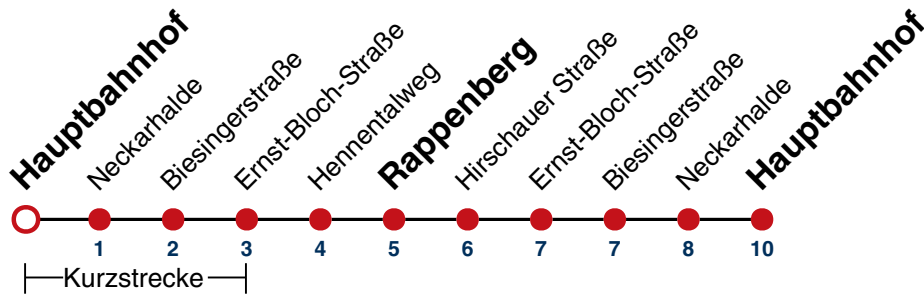 Hauptbahnhof
Neckarhalde
Biesingerstraße
Ernst-Bloch-Straße
Hennentalweg
Rappenberg
Hirschauer Straße
Ernst-Bloch-Straße
Biesingerstraße
Neckarhalde
Hauptbahnhof
1 2 3 4 5 6 7 7 8 10
Kurzstrecke